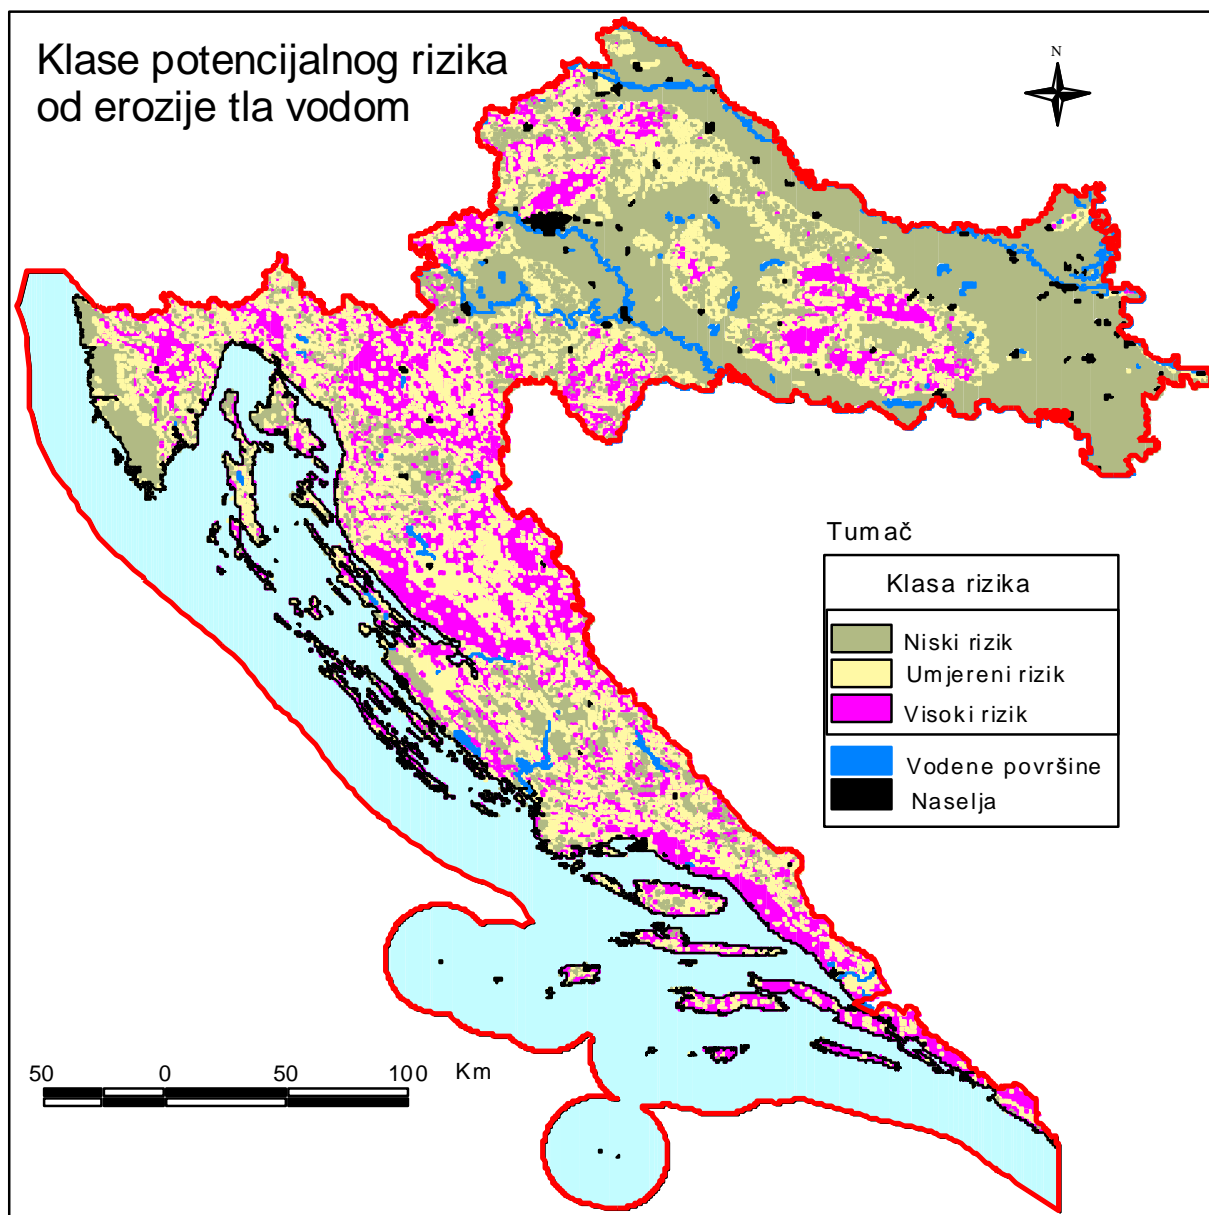 Klase potencijalnog rizika
od erozije tla vodom
N
Tumač
Klasa rizika
Niski rizik
Umjereni rizik
Visoki rizik
Vodene površine
Naselja
50 0 50 100 Km